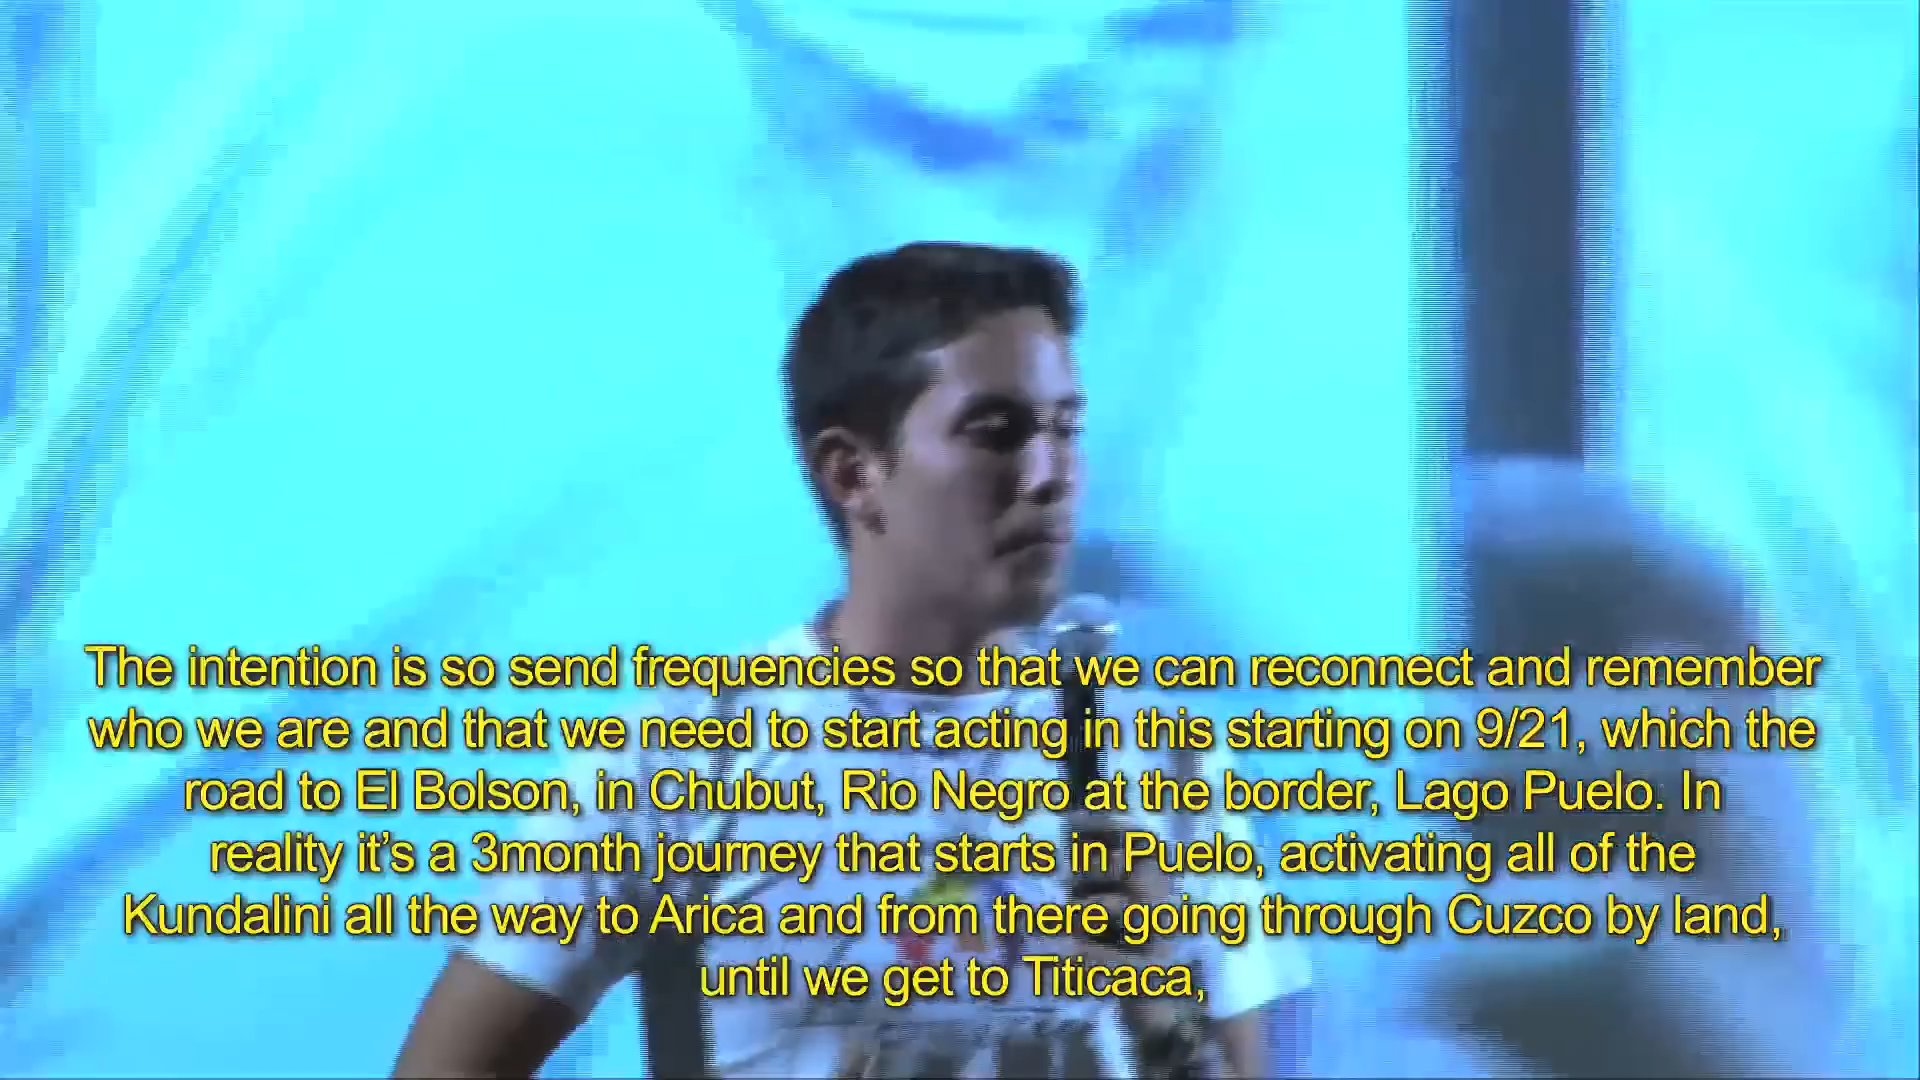 The intention is so send frequencies so that we can reconnect and remember
who we are and that we need to start acting in this starting on 9/21, which the
road to El Bolson, in Chubut, Rio Negro at the border, Lago Puelo. In
reality it’s a 3month journey that starts in Puelo, activating all of the
Kundalini all the way to Arica and from there going through Cuzco by land,
until we get to Titicaca,